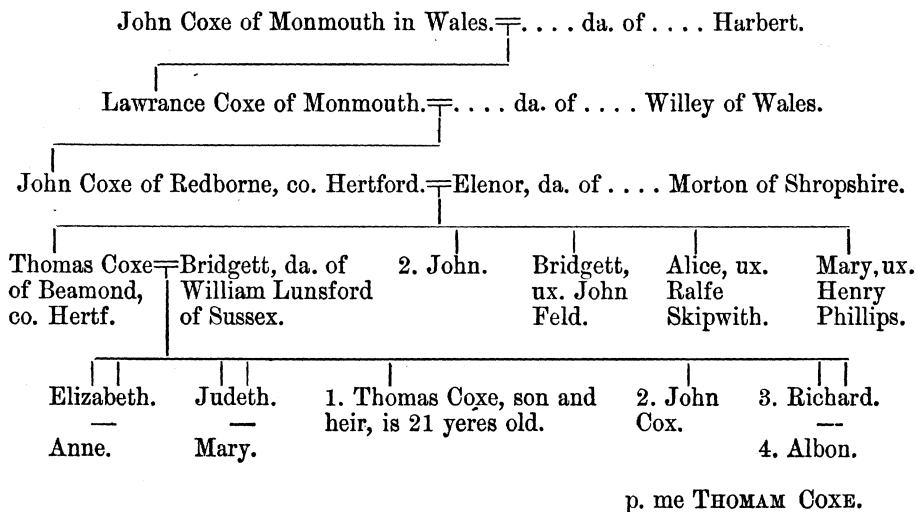 John Coxe of Monmouth in Wales.=. . . . da. of . . . . Harbert.
Lawrance Coxe of Monmouth.=. . . . da. of . . . . Willey of Wales.
John Coxe of Redborne, co. Hertford.=Elenor, da. of . . . . Morton of Shropshire.
Thomas Coxe=Bridgett, da. of
of Beamond, William Lunsford
co. Hertf. of Sussex.
2. John.
Bridgett,
ux. John
Feld.
Alice, ux.
Ralfe
Skipwith.
Mary, ux.
Henry
Phillips.
Elizabeth.
—
Anne.
Judeth.
—
Mary.
1. Thomas Coxe, son and
heir, is 21 yeres old.
2. John
Cox.
3. Richard.
—
4. Albon.
p. me THOMAM COXE.